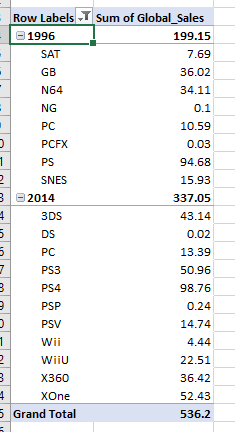 Row Labels Sum of Global_Sales
1996 199.15
SAT 7.69
GB 36.02
N64 34.11
NG 0.1
PC 10.59
PCFX 0.03
PS 94.68
SNES 15.93
2014 337.05
3DS 43.14
DS 0.02
PC 13.39
PS3 50.96
PS4 98.76
PSP 0.24
PSV 14.74
Wii 4.44
WiiU 22.51
X360 36.42
XOne 52.43
Grand Total 536.2